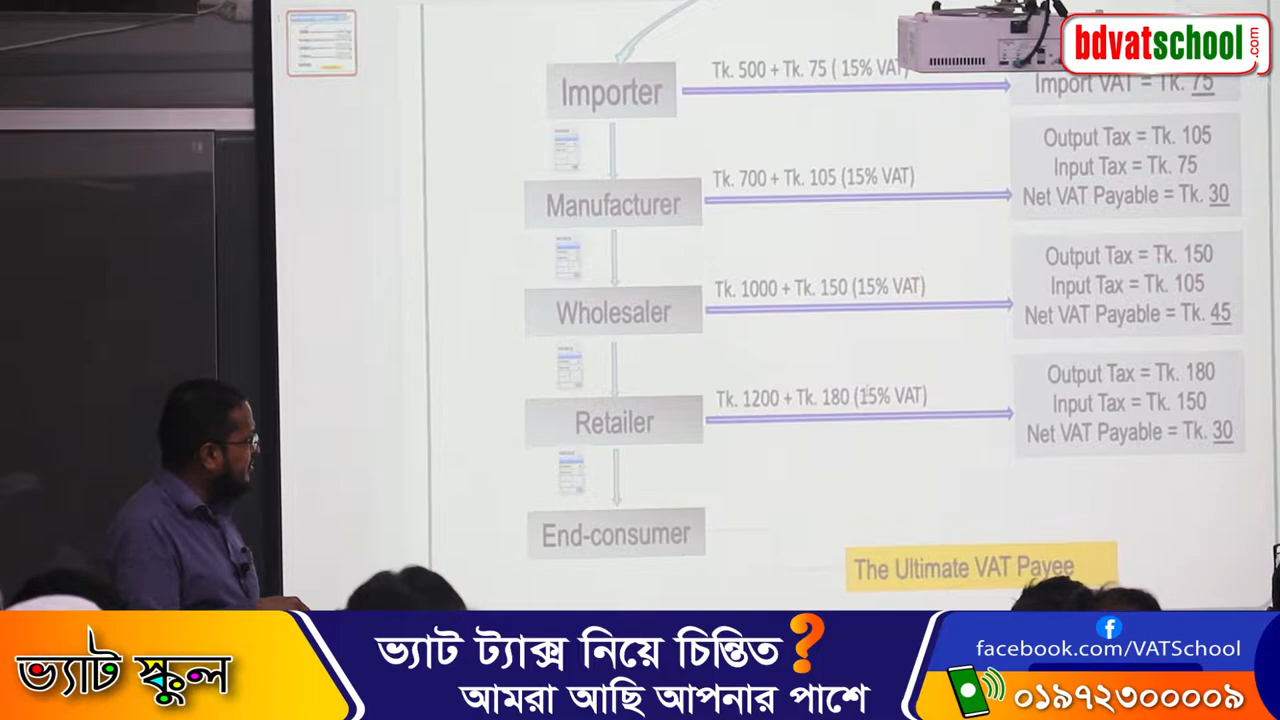 bdvatschool.com
Importer
Tk. 500 + Tk. 75 ( 15% VAT)
Import VAT = Tk. 75
Manufacturer
Tk. 700 + Tk. 105 (15% VAT)
Output Tax = Tk. 105
Input Tax = Tk. 75
Net VAT Payable = Tk. 30
Wholesaler
Tk. 1000 + Tk. 150 (15% VAT)
Output Tax = Tk. 150
Input Tax = Tk. 105
Net VAT Payable = Tk. 45
Retailer
Tk. 1200 + Tk. 180 (15% VAT)
Output Tax = Tk. 180
Input Tax = Tk. 150
Net VAT Payable = Tk. 30
End-consumer
The Ultimate VAT Payee
ভ্যাট স্কুল
ভ্যাট ট্যাক্স নিয়ে চিন্তিত?
আমরা আছি আপনার পাশে
facebook.com/VATSchool
০১৯৭২৩০০০০৯